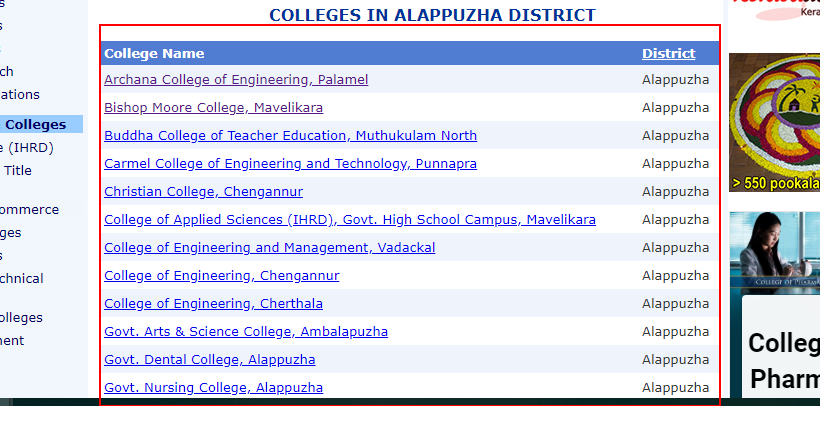 COLLEGES IN ALAPPUZHA DISTRICT
College Name District
Archana College of Engineering, Palamel Alappuzha
Bishop Moore College, Mavelikara Alappuzha
Buddha College of Teacher Education, Muthukulam North Alappuzha
Carmel College of Engineering and Technology, Punnapra Alappuzha
Christian College, Chengannur Alappuzha
College of Applied Sciences (IHRD), Govt. High School Campus, Mavelikara Alappuzha
College of Engineering and Management, Vadackal Alappuzha
College of Engineering, Chengannur Alappuzha
College of Engineering, Cherthala Alappuzha
Govt. Arts & Science College, Ambalapuzha Alappuzha
Govt. Dental College, Alappuzha Alappuzha
Govt. Nursing College, Alappuzha Alappuzha
ch
ations
Colleges
(IHRD)
Title
ommerce
ges
chnical
olleges
ent
Kera
> 550 pookala
COLLEGE OF PHARMA
Colleg
Pharm